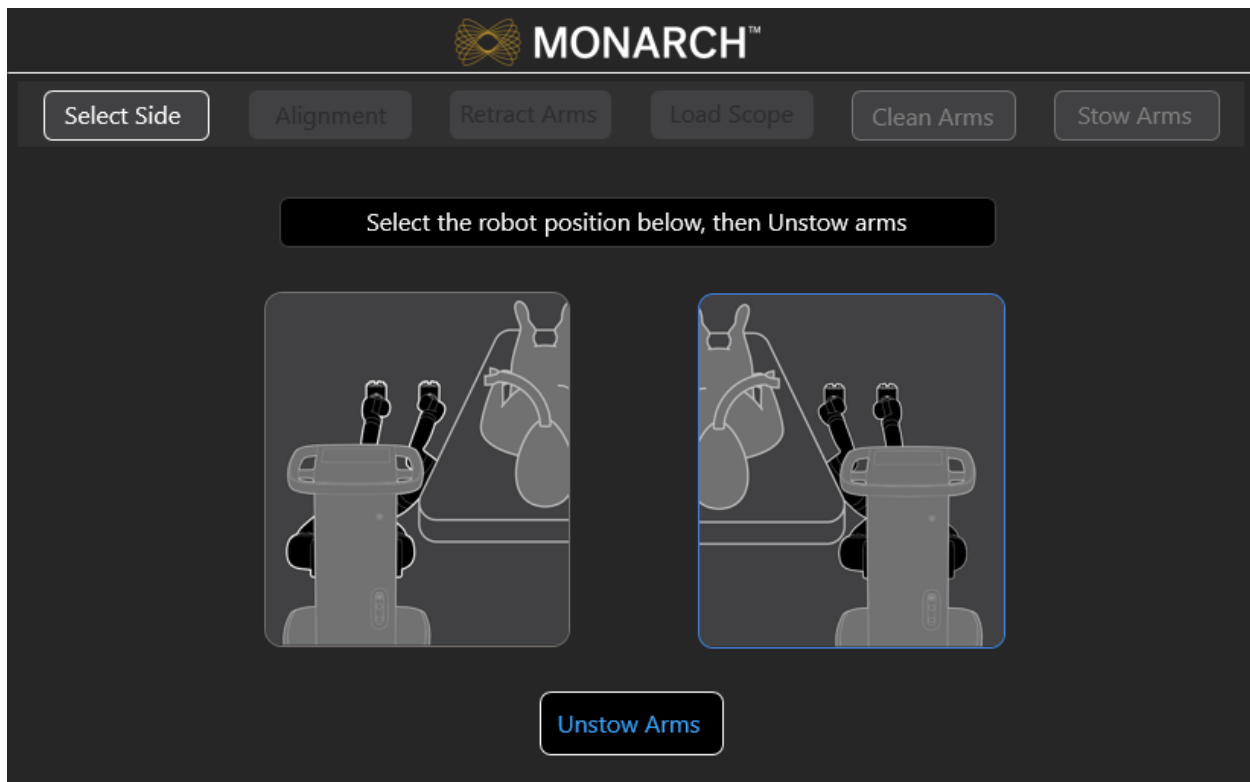 MONARCH™
Select Side Alignment Retract Arms Load Scope Clean Arms Stow Arms
Select the robot position below, then Unstow arms
Unstow Arms